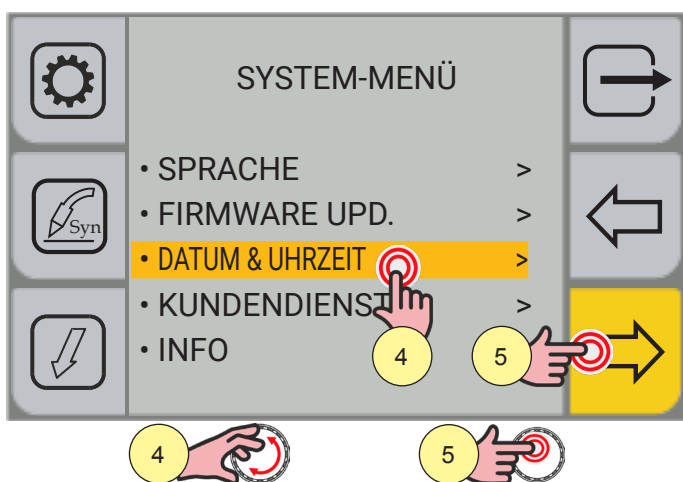 SYSTEM-MENÜ
• SPRACHE >
Syn
• FIRMWARE UPD. >
• DATUM & UHRZEIT >
• KUNDENDIENST >
• INFO
4
5
4
5